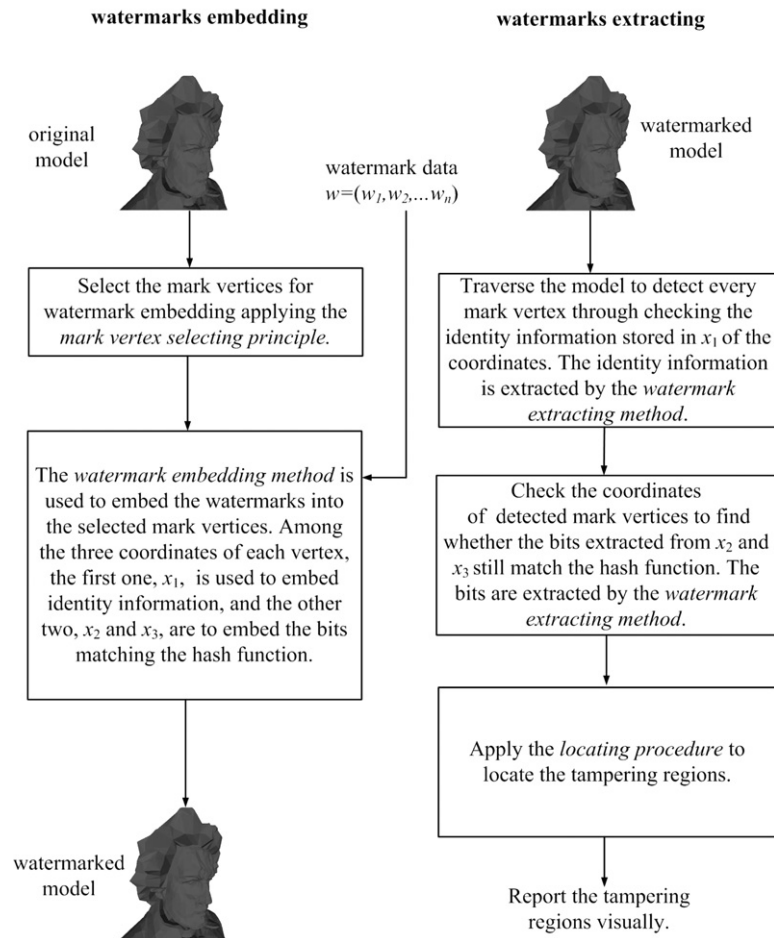 watermarks embedding
original
model
Select the mark vertices for
watermark embedding applying the
mark vertex selecting principle.
watermark data
w=(w₁,w₂,...wₙ)
The watermark embedding method is
used to embed the watermarks into
the selected mark vertices. Among
the three coordinates of each vertex,
the first one, x₁, is used to embed
identity information, and the other
two, x₂ and x₃, are to embed the bits
matching the hash function.
watermarked
model
watermarks extracting
watermarked
model
Traverse the model to detect every
mark vertex through checking the
identity information stored in x₁ of the
coordinates. The identity information
is extracted by the watermark
extracting method.
Check the coordinates
of detected mark vertices to find
whether the bits extracted from x₂ and
x₃ still match the hash function. The
bits are extracted by the watermark
extracting method.
Apply the locating procedure to
locate the tampering regions.
Report the tampering
regions visually.